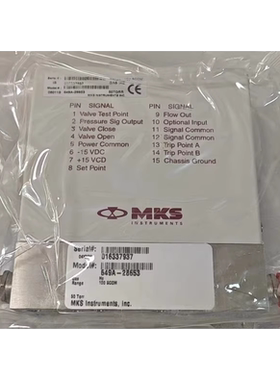 PIN SIGNAL
1 Valve Test Point
2 Pressure Sig Output
3 Valve Close
4 Valve Open
5 Power Common
6 -15 VDC
7 +15 VCD
8 Set Point
PIN SIGNAL
9 Flow Out
10 Optional Input
11 Signal Common
12 Signal Common
13 Trip Point A
14 Trip Point B
15 Chassis Ground
MKS
INSTRUMENTS
Serial#:
016337937
Model#:
649A-28653
Range
100 SCCM
MKS Instruments, Inc.